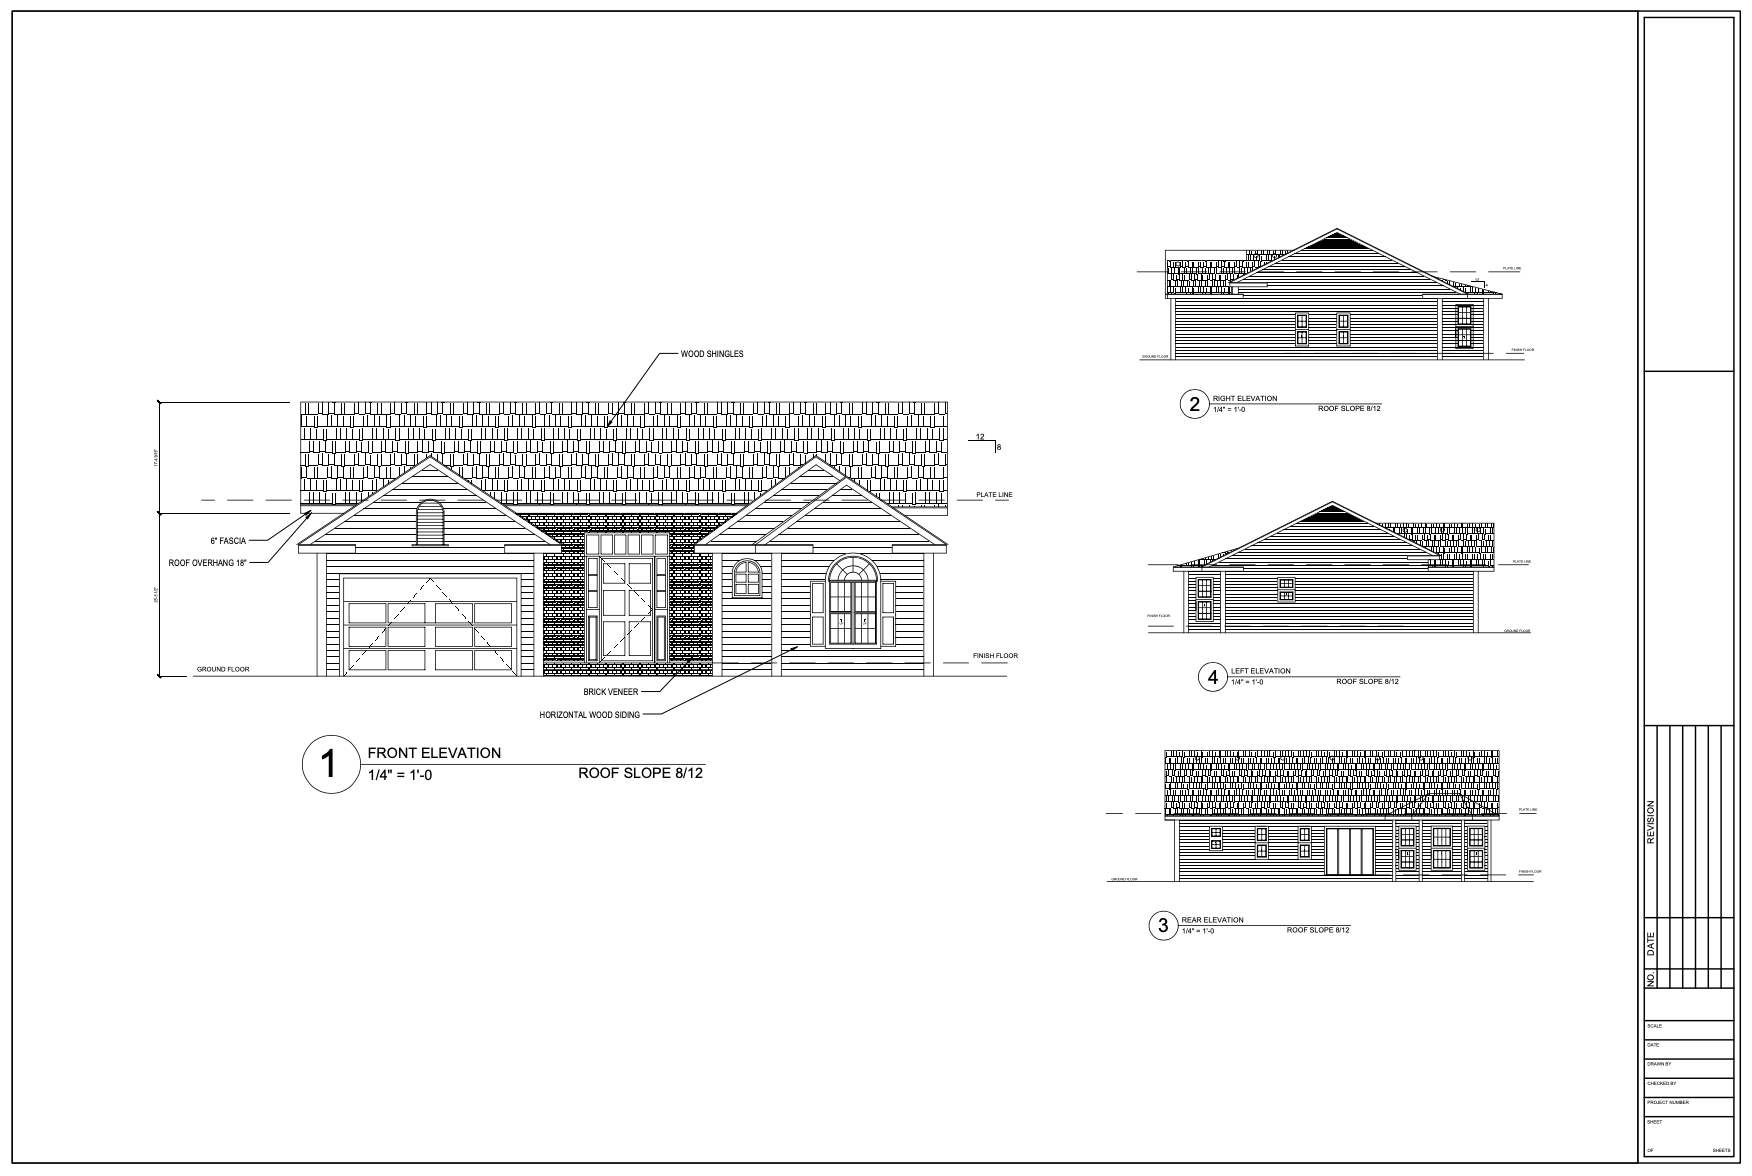 WOOD SHINGLES
12
8
PLATE LINE
6" FASCIA
ROOF OVERHANG 18"
GROUND FLOOR
FINISH FLOOR
BRICK VENEER
HORIZONTAL WOOD SIDING
1
FRONT ELEVATION
1/4" = 1'-0
ROOF SLOPE 8/12
PLATE LINE
12
FINISH FLOOR
GROUND FLOOR
2
RIGHT ELEVATION
1/4" = 1'-0
ROOF SLOPE 8/12
PLATE LINE
FINISH FLOOR
GROUND FLOOR
4
LEFT ELEVATION
1/4" = 1'-0
ROOF SLOPE 8/12
PLATE LINE
FINISH FLOOR
GROUND FLOOR
3
REAR ELEVATION
1/4" = 1'-0
ROOF SLOPE 8/12
REVISION
DATE
NO.
SCALE
DATE
DRAWN BY
CHECKED BY
PROJECT NUMBER
SHEET
OF SHEETS